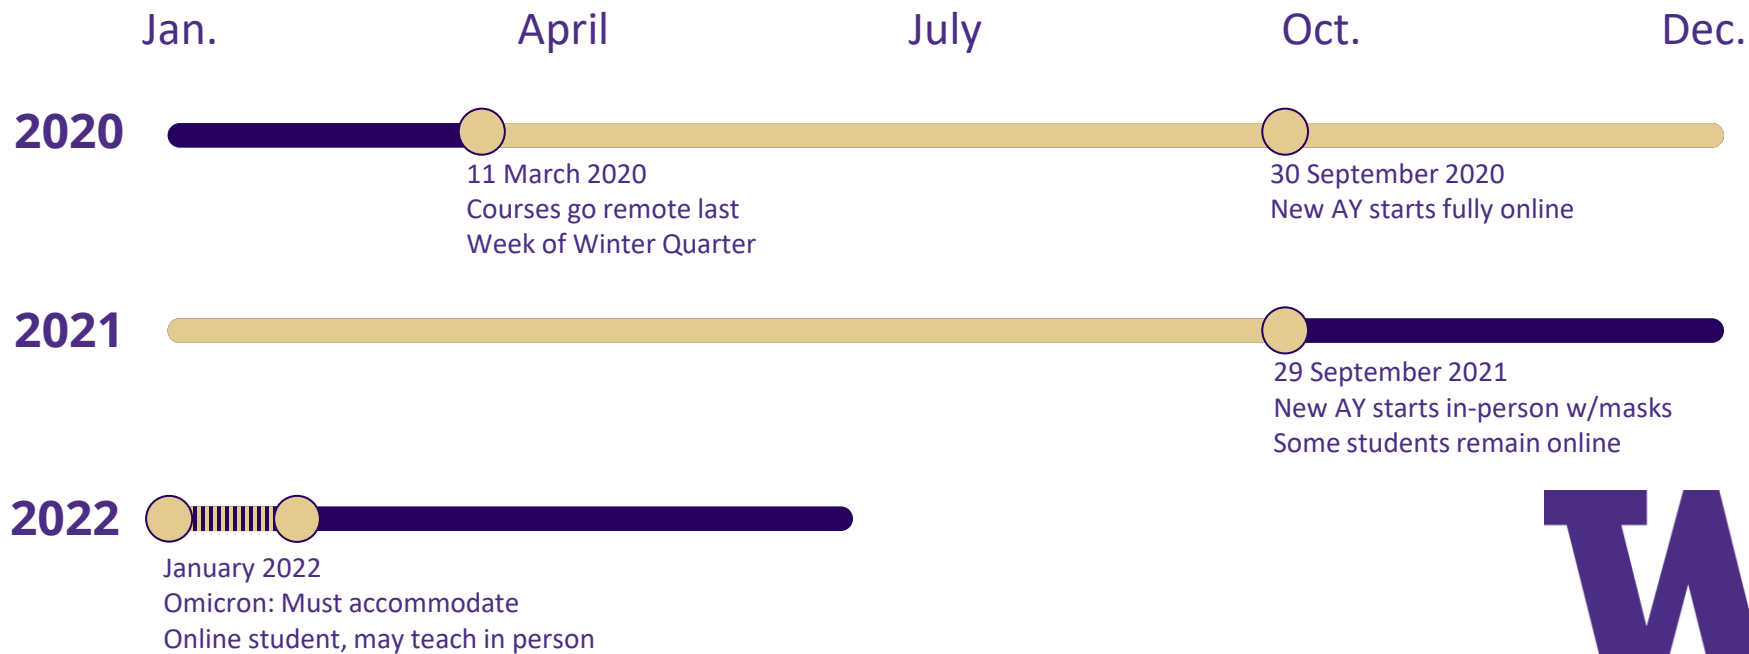 Jan. April July Oct. Dec.
2020
11 March 2020
Courses go remote last
Week of Winter Quarter
30 September 2020
New AY starts fully online
2021
29 September 2021
New AY starts in-person w/masks
Some students remain online
2022
January 2022
Omicron: Must accommodate
Online student, may teach in person
W